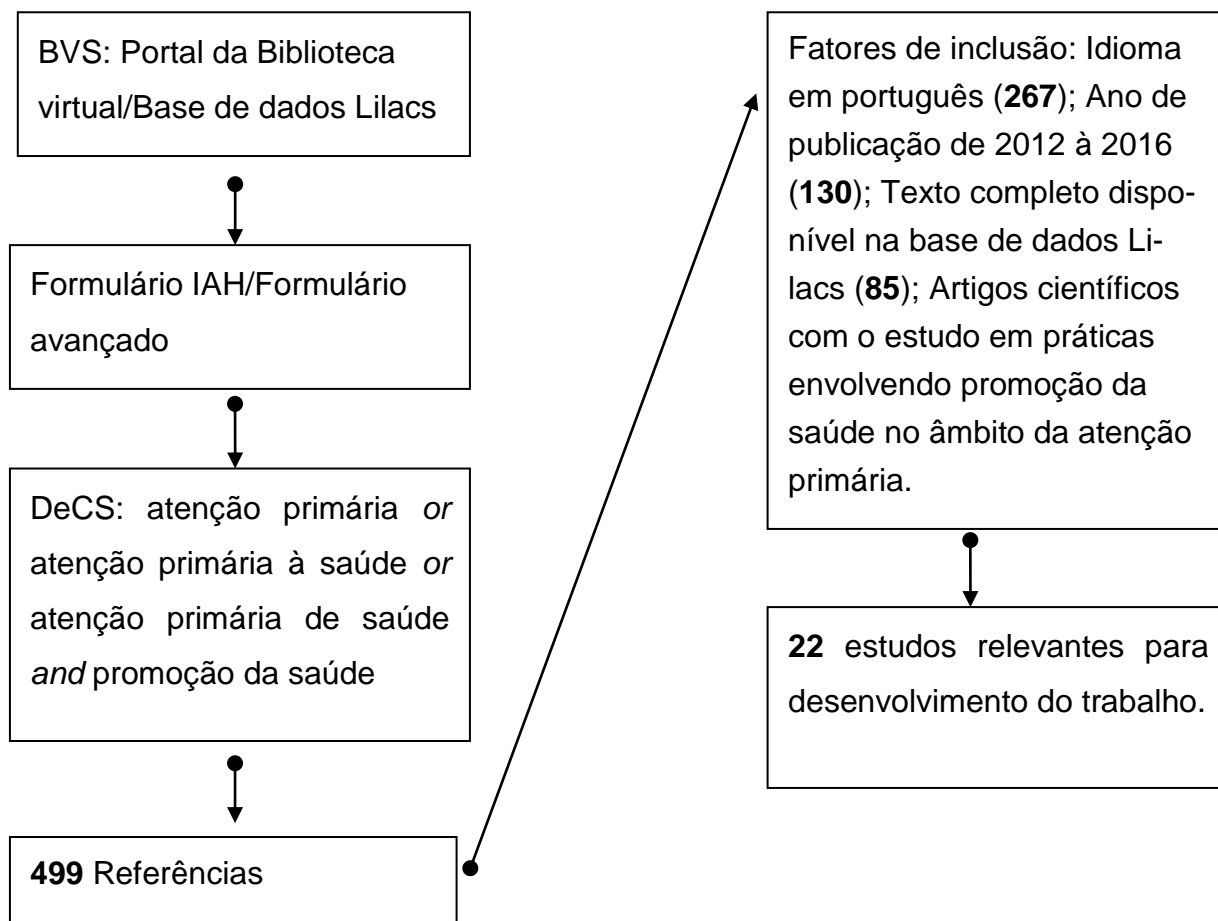 BVS: Portal da Biblioteca
virtual/Base de dados Lilacs
Formulário IAH/Formulário
avançado
DeCS: atenção primária or
atenção primária à saúde or
atenção primária de saúde
and promoção da saúde
499 Referências
Fatores de inclusão: Idioma
em português (267); Ano de
publicação de 2012 à 2016
(130); Texto completo dispo-
nível na base de dados Li-
lacs (85); Artigos científicos
com o estudo em práticas
envolvendo promoção da
saúde no âmbito da atenção
primária.
22 estudos relevantes para
desenvolvimento do trabalho.